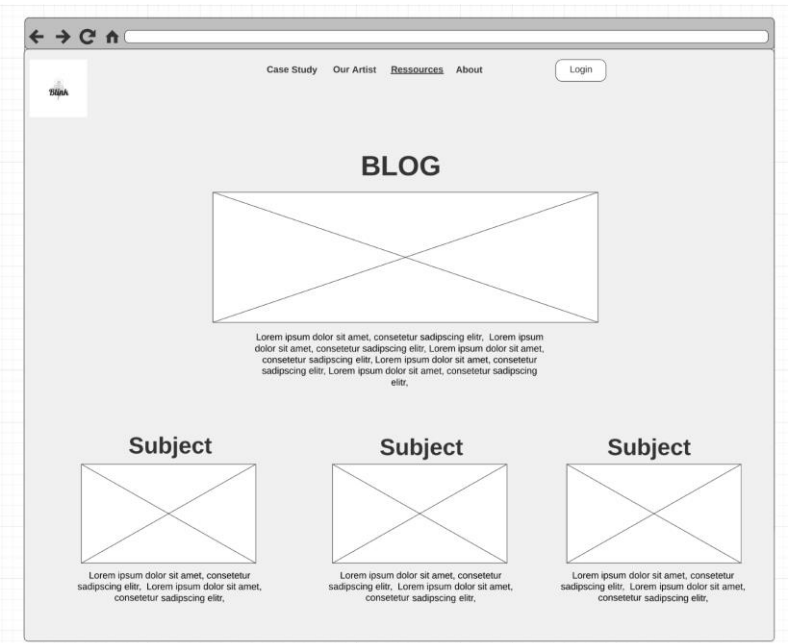 Blink
Case Study Our Artist Ressources About Login
BLOG
Lorem ipsum dolor sit amet, consetetur sadipscing elitr, Lorem ipsum
dolor sit amet, consetetur sadipscing elitr, Lorem ipsum dolor sit amet,
consetetur sadipscing elitr, Lorem ipsum dolor sit amet, consetetur
sadipscing elitr, Lorem ipsum dolor sit amet, consetetur sadipscing
elitr,
Subject
Lorem ipsum dolor sit amet, consetetur
sadipscing elitr, Lorem ipsum dolor sit amet,
consetetur sadipscing elitr,
Subject
Lorem ipsum dolor sit amet, consetetur
sadipscing elitr, Lorem ipsum dolor sit amet,
consetetur sadipscing elitr,
Subject
Lorem ipsum dolor sit amet, consetetur
sadipscing elitr, Lorem ipsum dolor sit amet,
consetetur sadipscing elitr,